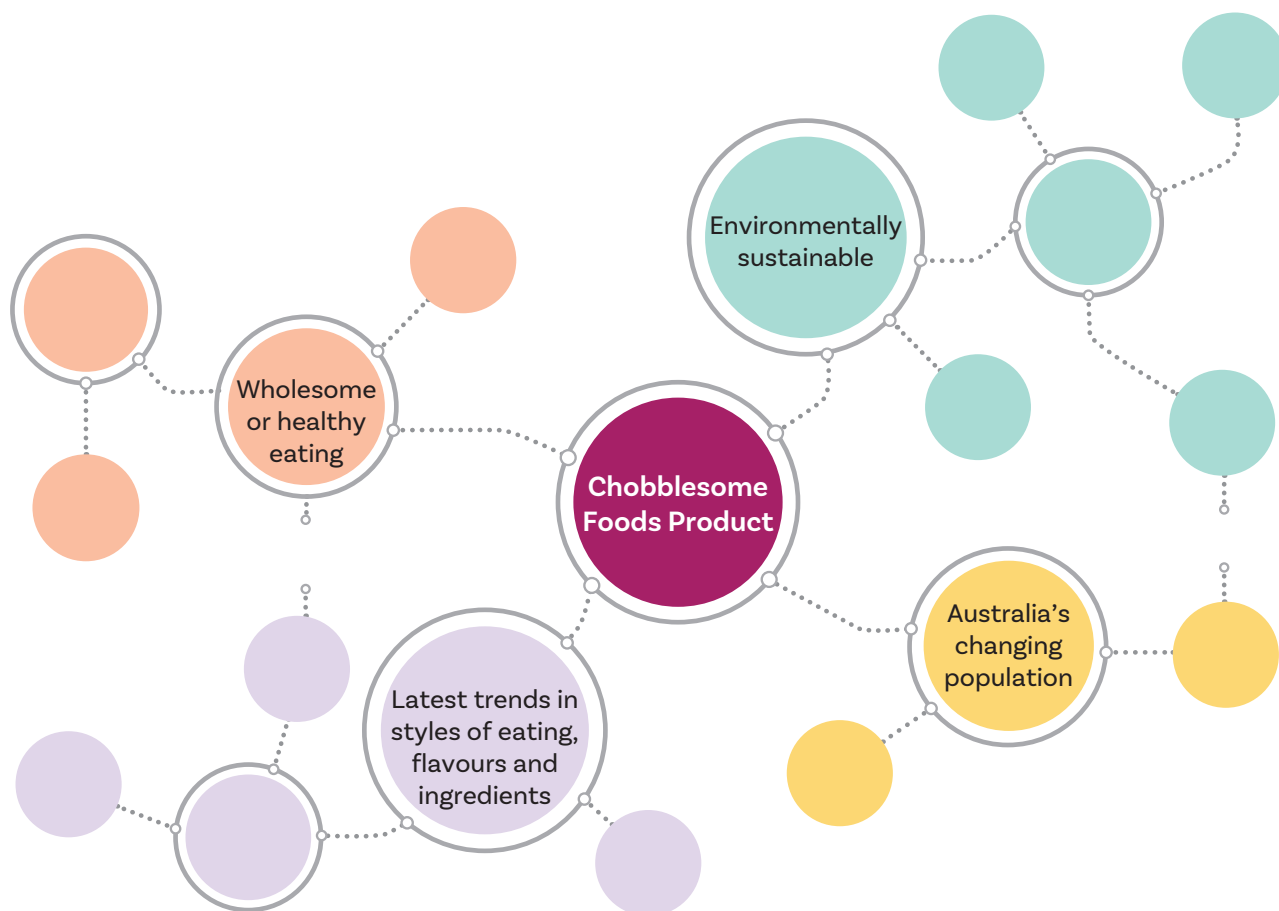 Environmentally
sustainable
Wholesome
or healthy
eating
Chobblesome
Foods Product
Australia's
changing
population
Latest trends in
styles of eating,
flavours and
ingredients